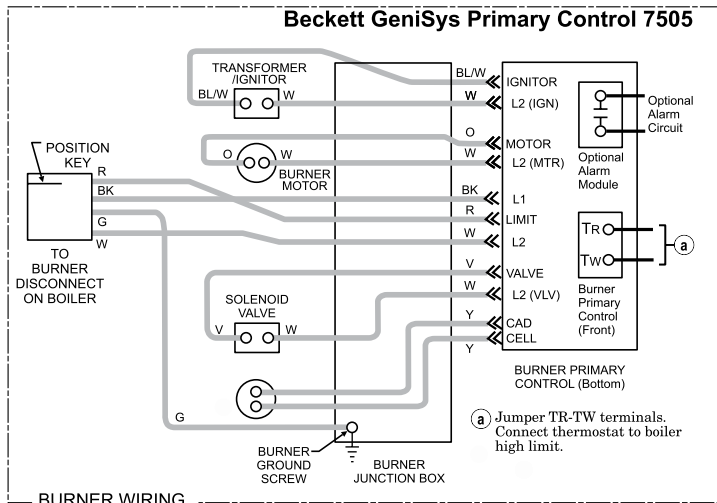 Beckett GeniSys Primary Control 7505
TRANSFORMER
/IGNITOR
BL/W
W
BL/W
IGNITOR
W
L2 (IGN)
Optional
Alarm
Circuit
O
MOTOR
W
L2 (MTR)
Optional
Alarm
Module
O
W
BURNER
MOTOR
POSITION
KEY
R
BK
G
W
TO
BURNER
DISCONNECT
ON BOILER
BK
L1
R
LIMIT
W
L2
TR
TW
a
Burner
Primary
Control
(Front)
V
VALVE
W
L2 (VLV)
SOLENOID
VALVE
V
W
Y
CAD
CELL
Y
BURNER PRIMARY
CONTROL (Bottom)
G
BURNER
GROUND
SCREW
BURNER
JUNCTION BOX
a Jumper TR-TW terminals.
Connect thermostat to boiler
high limit.
BURNER WIRING